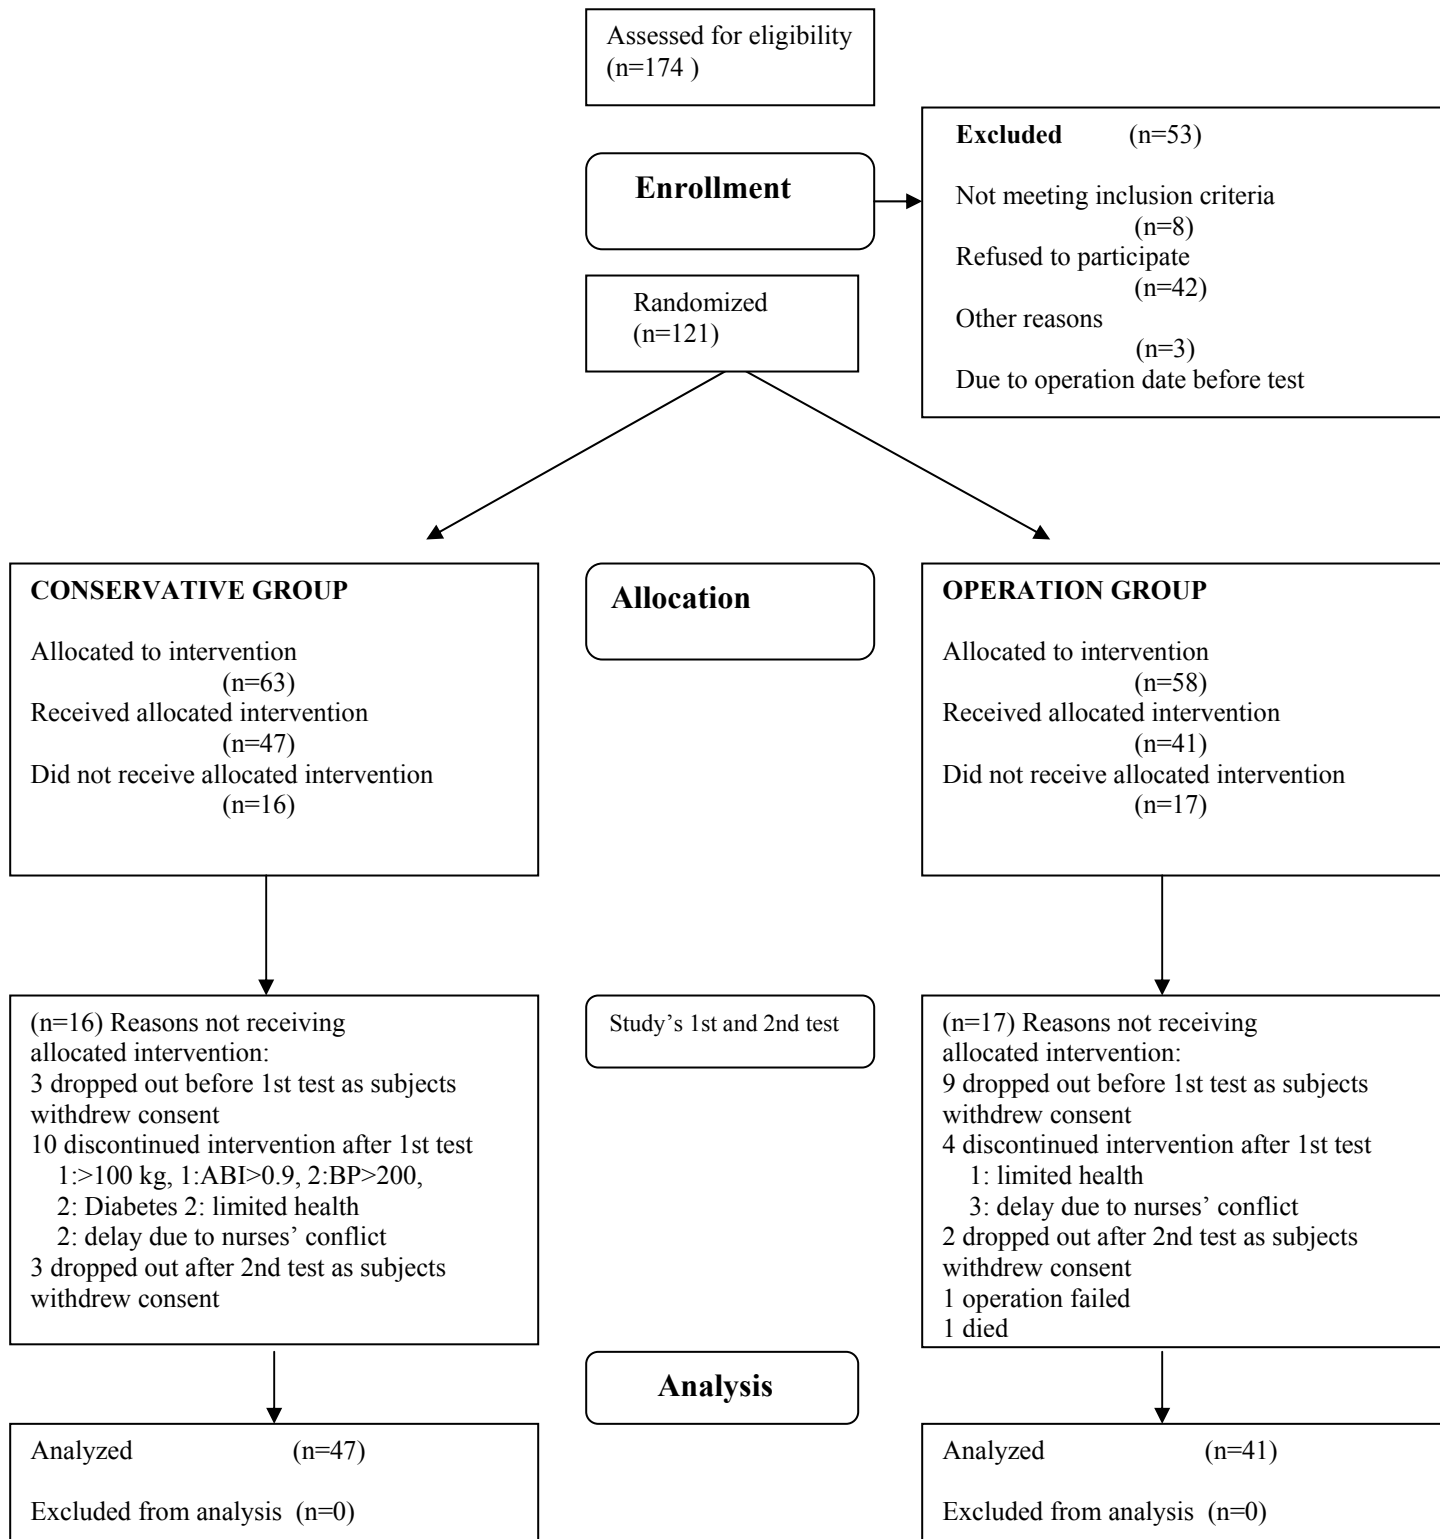 Assessed for eligibility
(n=174 )
Enrollment
Excluded (n=53)
Not meeting inclusion criteria
(n=8)
Refused to participate
(n=42)
Other reasons
(n=3)
Due to operation date before test
Randomized
(n=121)
CONSERVATIVE GROUP
Allocated to intervention
(n=63)
Received allocated intervention
(n=47)
Did not receive allocated intervention
(n=16)
Allocation
OPERATION GROUP
Allocated to intervention
(n=58)
Received allocated intervention
(n=41)
Did not receive allocated intervention
(n=17)
(n=16) Reasons not receiving
allocated intervention:
3 dropped out before 1st test as subjects
withdrew consent
10 discontinued intervention after 1st test
1:>100 kg, 1:ABI>0.9, 2:BP>200,
2: Diabetes 2: limited health
2: delay due to nurses’ conflict
3 dropped out after 2nd test as subjects
withdrew consent
Study’s 1st and 2nd test
(n=17) Reasons not receiving
allocated intervention:
9 dropped out before 1st test as subjects
withdrew consent
4 discontinued intervention after 1st test
1: limited health
3: delay due to nurses’ conflict
2 dropped out after 2nd test as subjects
withdrew consent
1 operation failed
1 died
Analysis
Analyzed (n=47)
Excluded from analysis (n=0)
Analyzed (n=41)
Excluded from analysis (n=0)